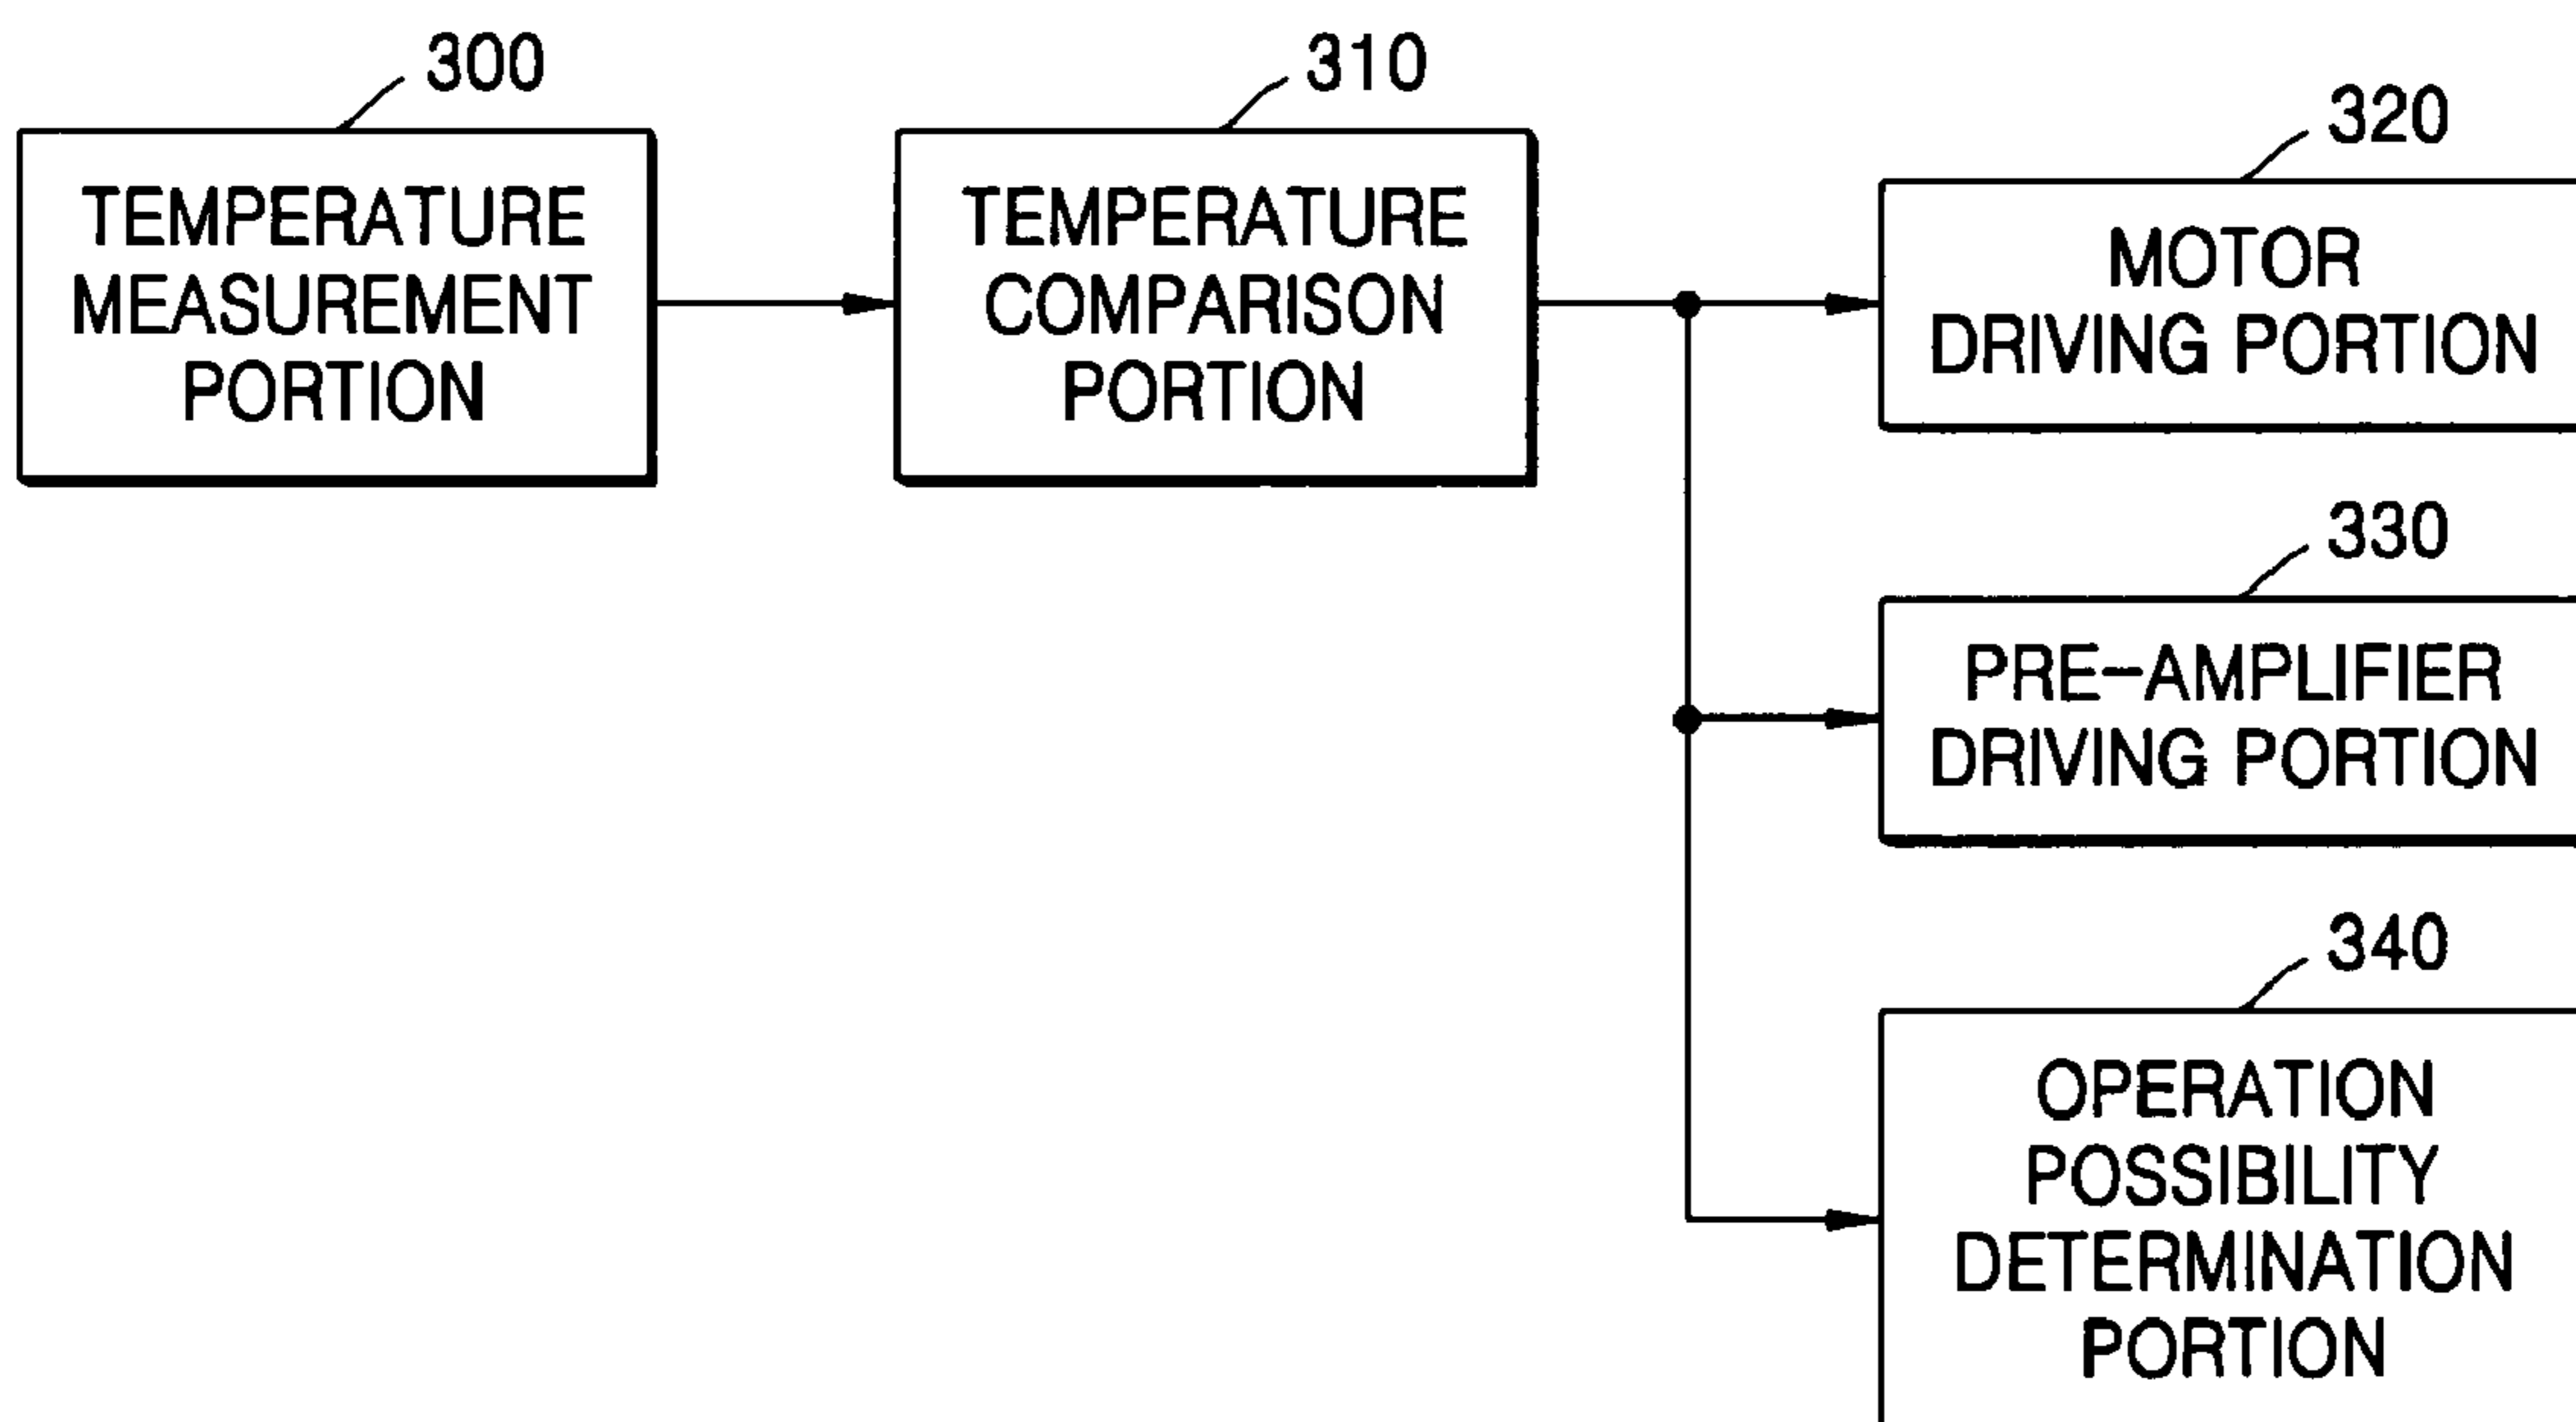 300
TEMPERATURE
MEASUREMENT
PORTION
310
TEMPERATURE
COMPARISON
PORTION
320
MOTOR
DRIVING PORTION
330
PRE-AMPLIFIER
DRIVING PORTION
340
OPERATION
POSSIBILITY
DETERMINATION
PORTION